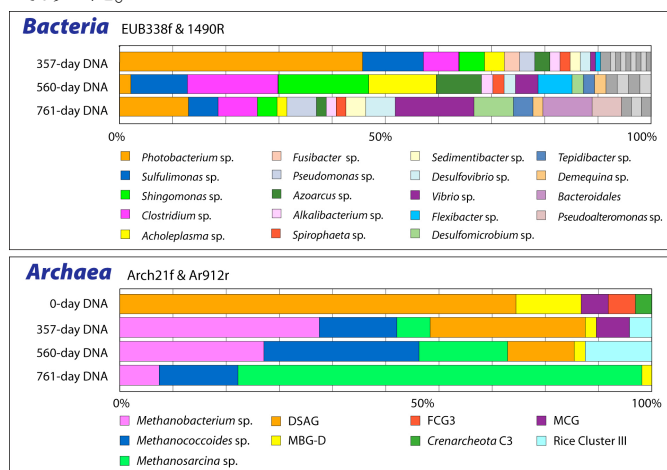 Bacteria EUB338f & 1490R
357-day DNA
560-day DNA
761-day DNA
0% 50% 100%
Photobacterium sp. Fusibacter sp. Sedimentibacter sp. Tepidibacter sp.
Sulfulimonas sp. Pseudomonas sp. Desulfovibrio sp. Demequina sp.
Shingomonas sp. Azoarcus sp. Vibrio sp. Bacteroidales
Clostridium sp. Alkalibacterium sp. Flexibacter sp. Pseudoalteromonas sp.
Acholeplasma sp. Spirophaeta sp. Desulfomicrobium sp.
Archaea Arch21f & Ar912r
0-day DNA
357-day DNA
560-day DNA
761-day DNA
0% 50% 100%
Methanobacterium sp. DSAG FCG3 MCG
Methanococcoides sp. MBG-D Crenarcheota C3 Rice Cluster III
Methanosarcina sp.